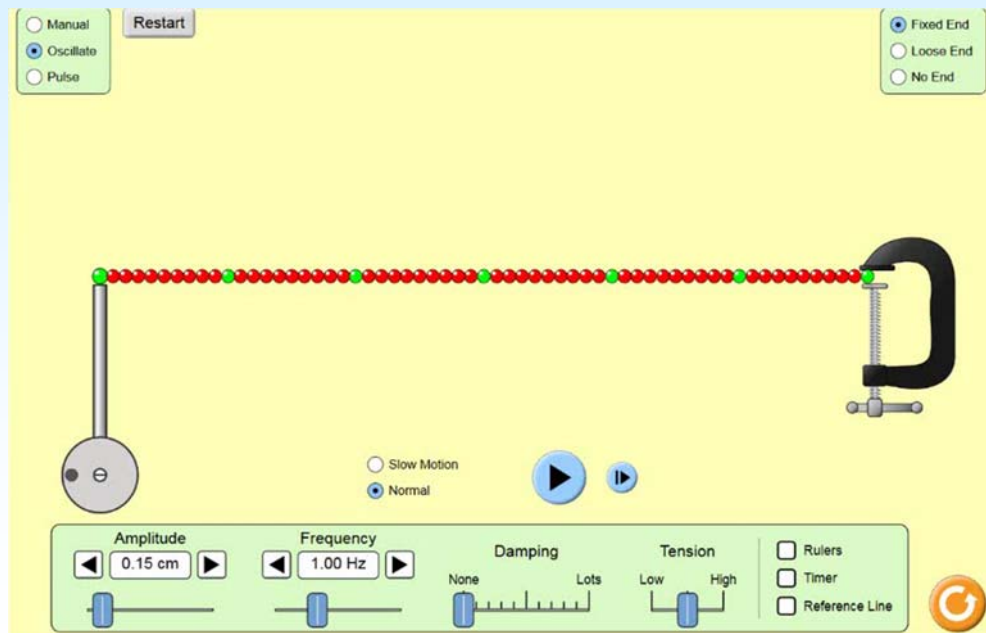 Manual
Oscillate
Pulse
Restart
Fixed End
Loose End
No End
Slow Motion
Normal
Amplitude
0.15 cm
Frequency
1.00 Hz
Damping
None Lots
Tension
Low High
Rulers
Timer
Reference Line